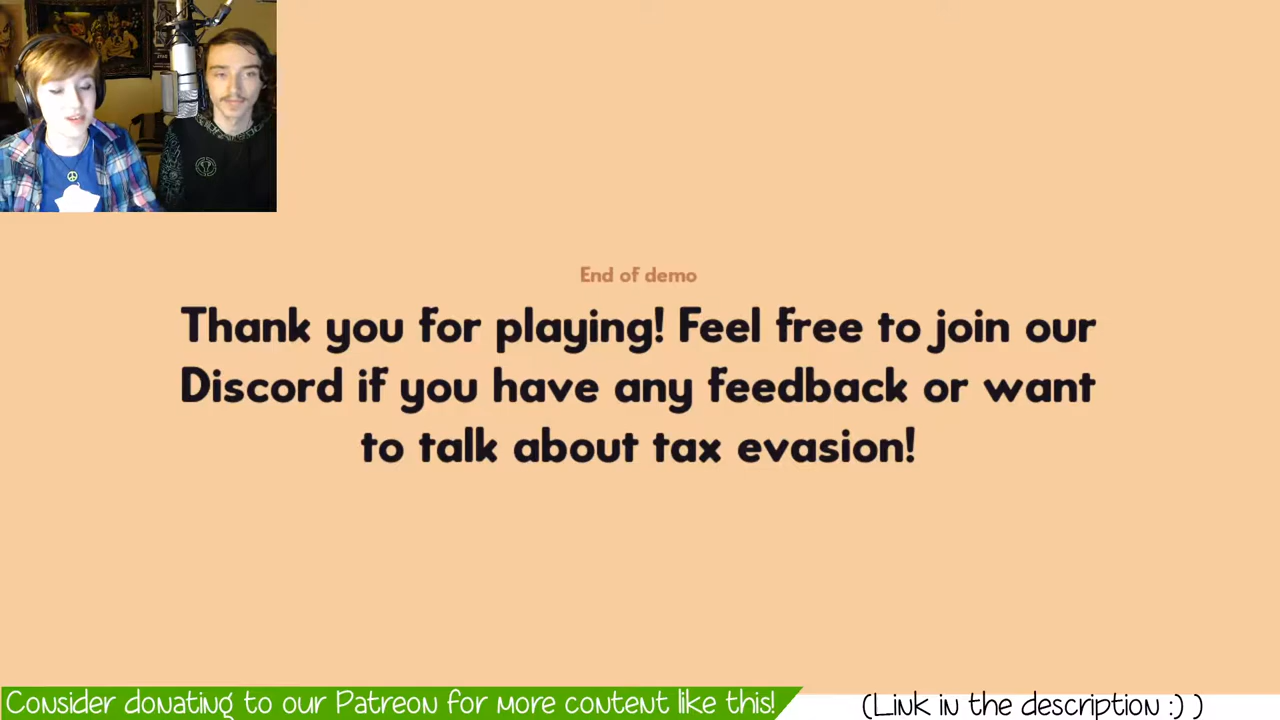 End of demo
Thank you for playing! Feel free to join our
Discord if you have any feedback or want
to talk about tax evasion!
Consider donating to our Patreon for more content like this!
(Link in the description :) )